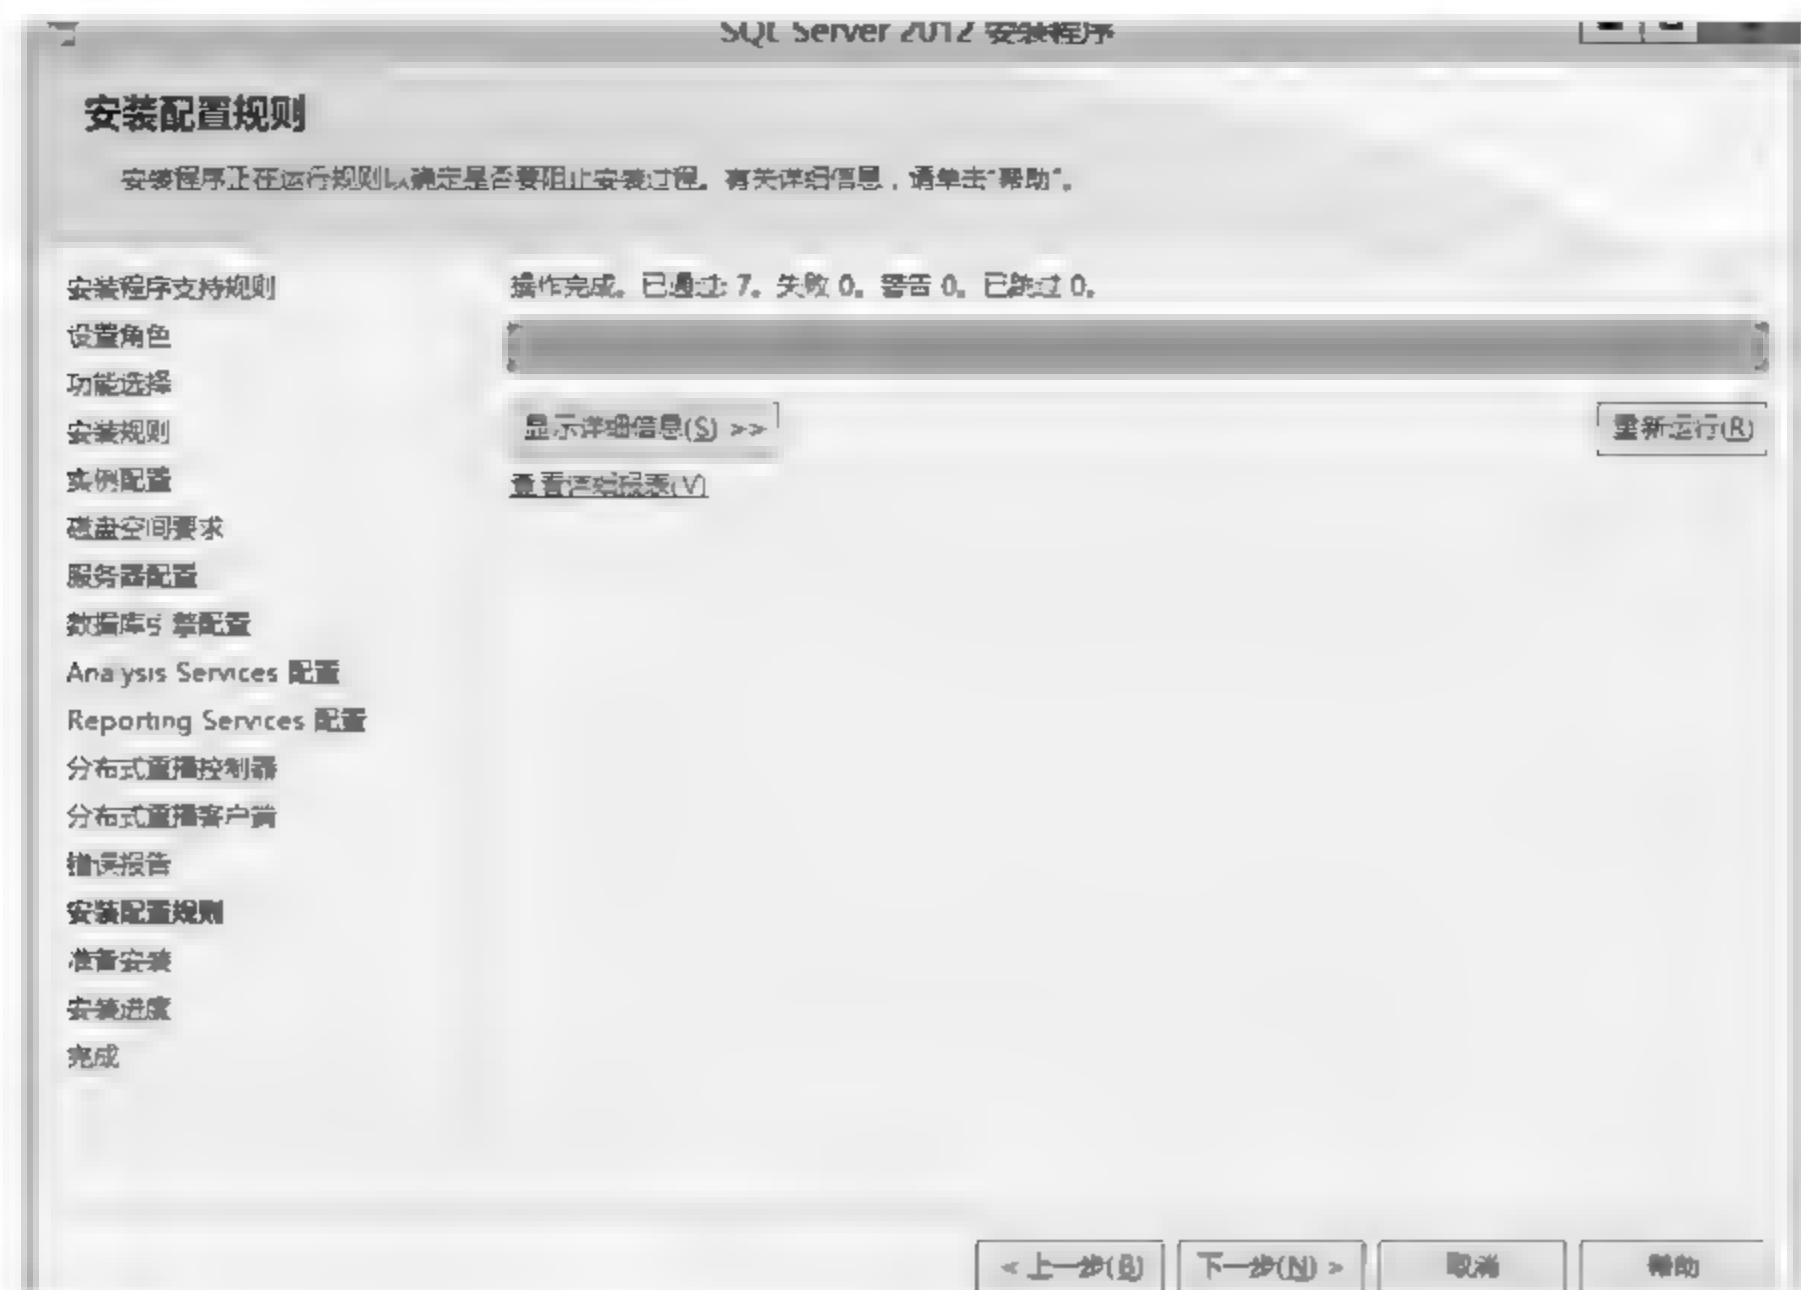 SQL Server 2012 安装程序
安装配置规则
安装程序正在运行规则以确定是否要阻止安装过程。有关详细信息，请单击"帮助"。
安装程序支持规则
设置角色
功能选择
安装规则
实例配置
磁盘空间要求
服务器配置
数据库引擎配置
Analysis Services 配置
Reporting Services 配置
分布式重播控制器
分布式重播客户端
错误报告
安装配置规则
准备安装
安装进度
完成
操作完成。已通过: 7。失败 0。警告 0。已跳过 0。
显示详细信息(S) >>
重新运行(R)
查看详细报表(V)
< 上一步(B)
下一步(N) >
取消
帮助